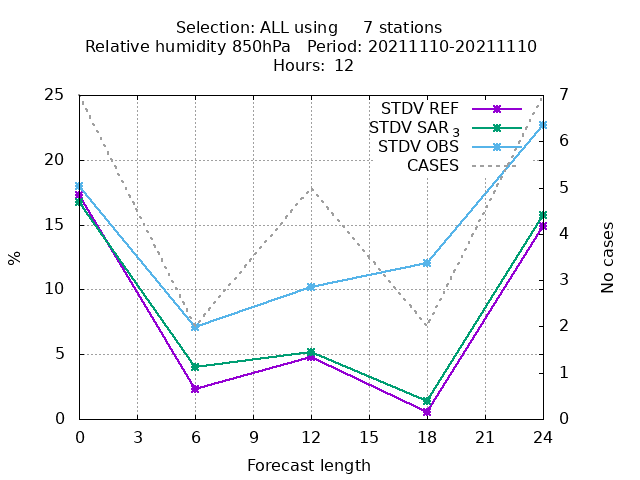 Selection: ALL using     7 stations
Relative humidity 850hPa   Period: 20211110-20211110
Hours: 12
STDV REF
STDV SAR3
STDV OBS
CASES
25
20
15
10
5
0
%
7
6
5
4
3
2
1
0
No cases
0 3 6 9 12 15 18 21 24
Forecast length